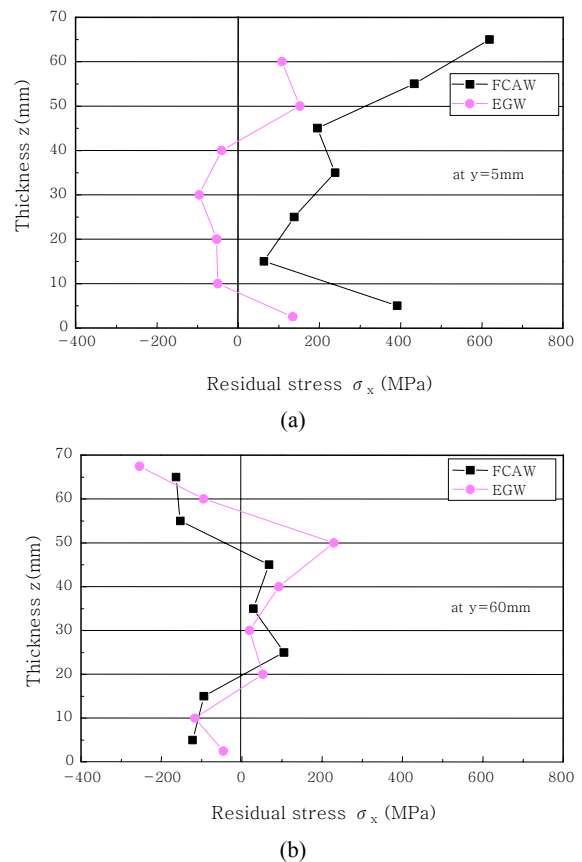 70
60
50
40
30
20
10
0
Thickness z(mm)
FCAW
EGW
at y=5mm
-400 -200 0 200 400 600 800
Residual stress σx (MPa)
(a)
70
60
50
40
30
20
10
0
Thickness z(mm)
FCAW
EGW
at y=60mm
-400 -200 0 200 400 600 800
Residual stress σx (MPa)
(b)